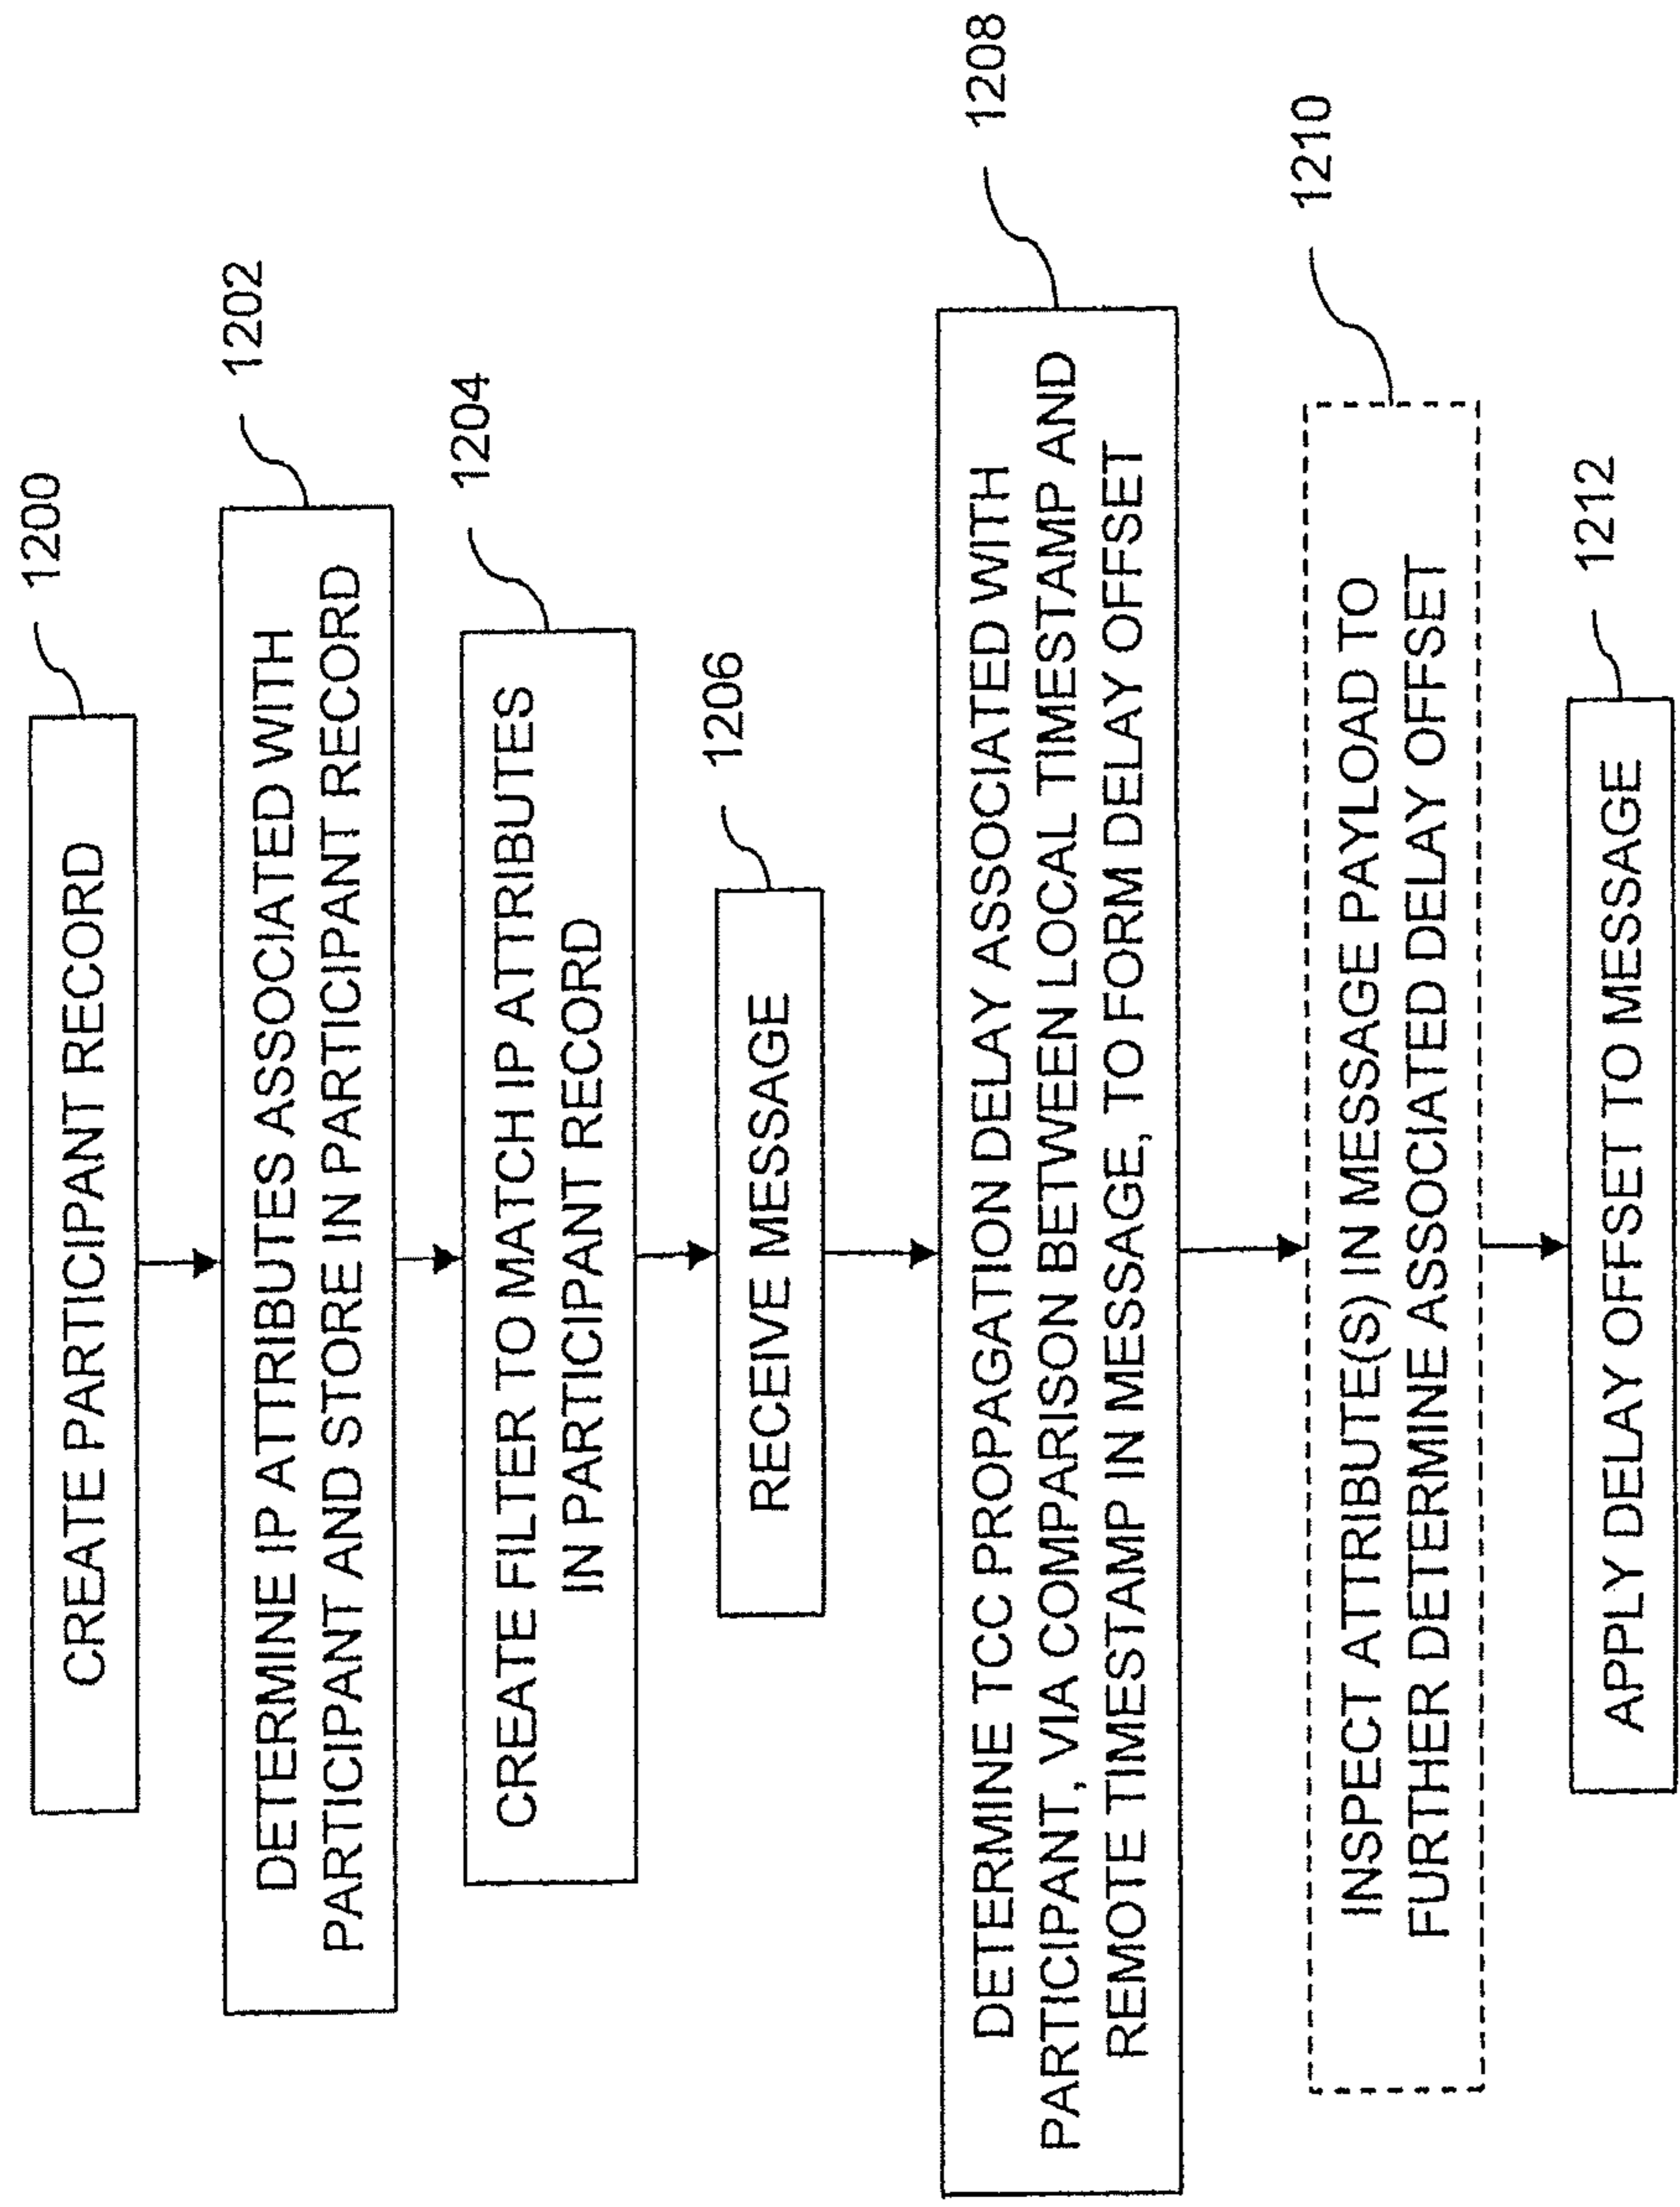 CREATE PARTICIPANT RECORD
1200
DETERMINE IP ATTRIBUTES ASSOCIATED WITH
PARTICIPANT AND STORE IN PARTICIPANT RECORD
1202
CREATE FILTER TO MATCH IP ATTRIBUTES
IN PARTICIPANT RECORD
1204
RECEIVE MESSAGE
1206
DETERMINE TCC PROPAGATION DELAY ASSOCIATED WITH
PARTICIPANT, VIA COMPARISON BETWEEN LOCAL TIMESTAMP AND
REMOTE TIMESTAMP IN MESSAGE, TO FORM DELAY OFFSET
1208
INSPECT ATTRIBUTE(S) IN MESSAGE PAYLOAD TO
FURTHER DETERMINE ASSOCIATED DELAY OFFSET
1210
APPLY DELAY OFFSET TO MESSAGE
1212